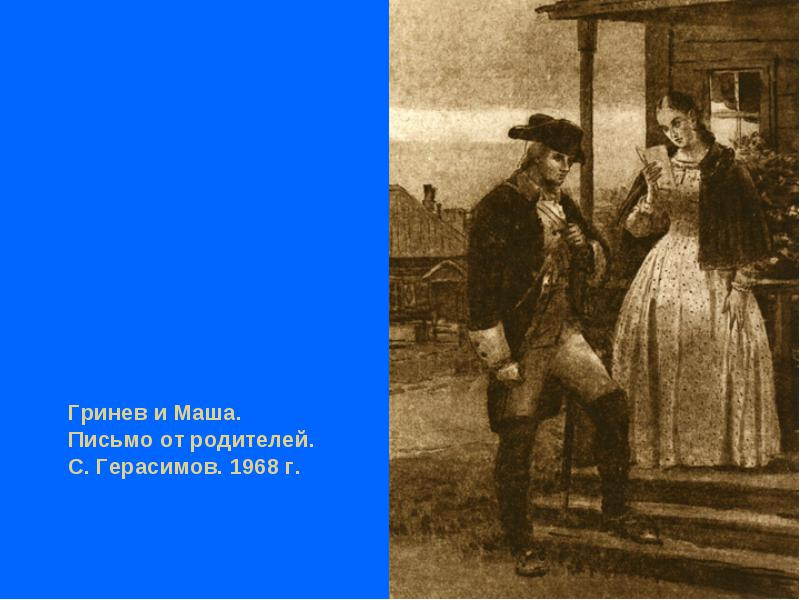 Гринев и Маша.
Письмо от родителей.
С. Герасимов. 1968 г.